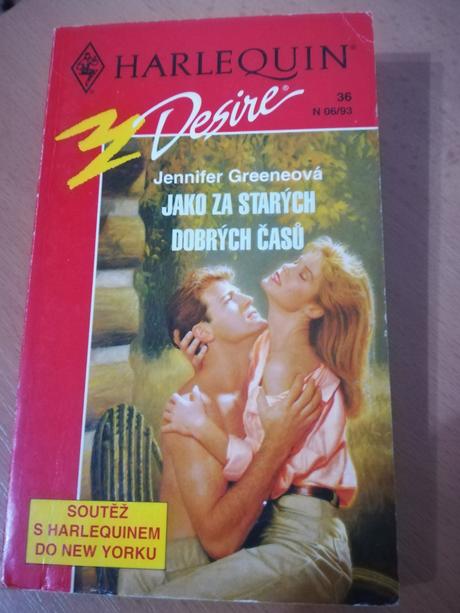 HARLEQUIN®
Desire®
36
N 06/93
Jennifer Greeneová
JAKO ZA STARÝCH
DOBRÝCH ČASŮ
SOUTĚŽ
S HARLEQUINEM
DO NEW YORKU